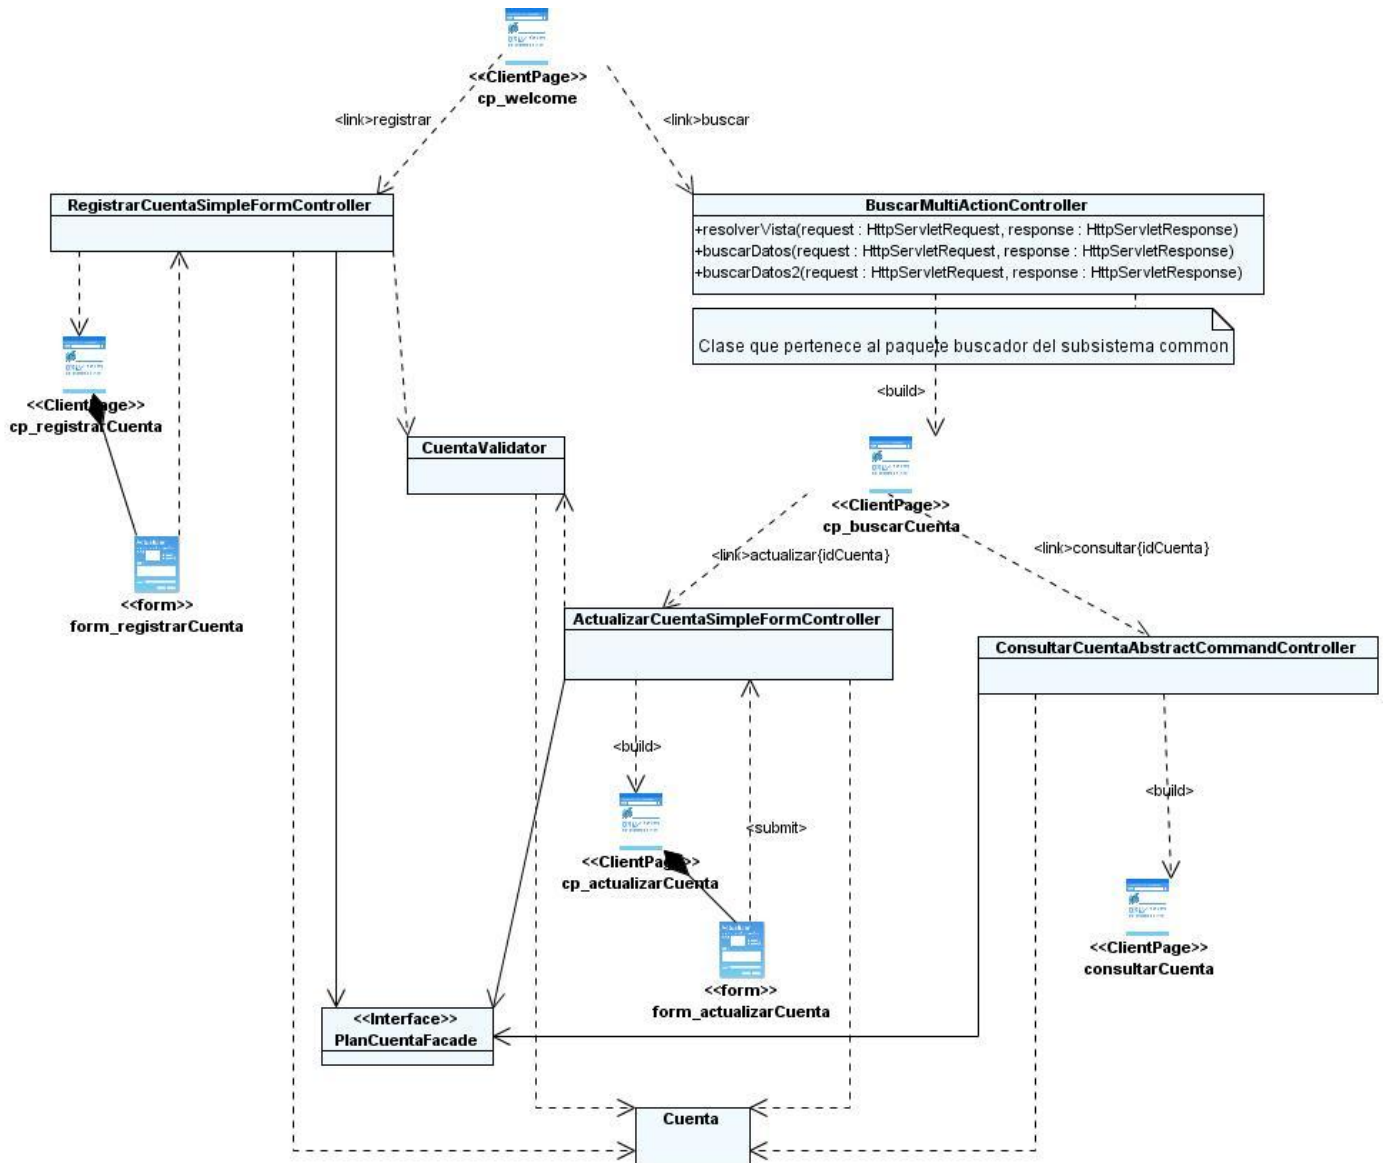 <<ClientPage>>
cp_welcome
<link>registrar
<link>buscar
RegistrarCuentaSimpleFormController
BuscarMultiActionController
+resolverVista(request : HttpServletRequest, response : HttpServletResponse)
+buscarDatos(request : HttpServletRequest, response : HttpServletResponse)
+buscarDatos2(request : HttpServletRequest, response : HttpServletResponse)
Clase que pertenece al paquete buscador del subsistema common
<build>
<<ClientPage>>
cp_registrarCuenta
CuentaValidator
<<ClientPage>>
cp_buscarCuenta
<link>actualizar{idCuenta}
<link>consultar{idCuenta}
<<form>>
form_registrarCuenta
ActualizarCuentaSimpleFormController
ConsultarCuentaAbstractCommandController
<build>
<build>
<submit>
<<ClientPage>>
cp_actualizarCuenta
<<ClientPage>>
consultarCuenta
<<form>>
form_actualizarCuenta
<<Interface>>
PlanCuentaFacade
Cuenta